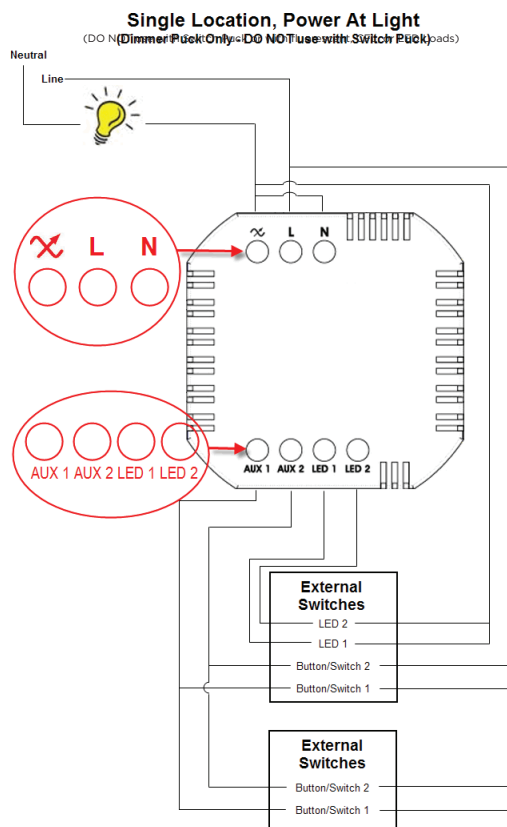 Single Location, Power At Light
(Dimmer Puck Only - Do NOT use with Switch Puck)
Neutral
Line
L N
L N
AUX 1 AUX 2 LED 1 LED 2
AUX 1 AUX 2 LED 1 LED 2
External
Switches
LED 2
LED 1
Button/Switch 2
Button/Switch 1
External
Switches
Button/Switch 2
Button/Switch 1